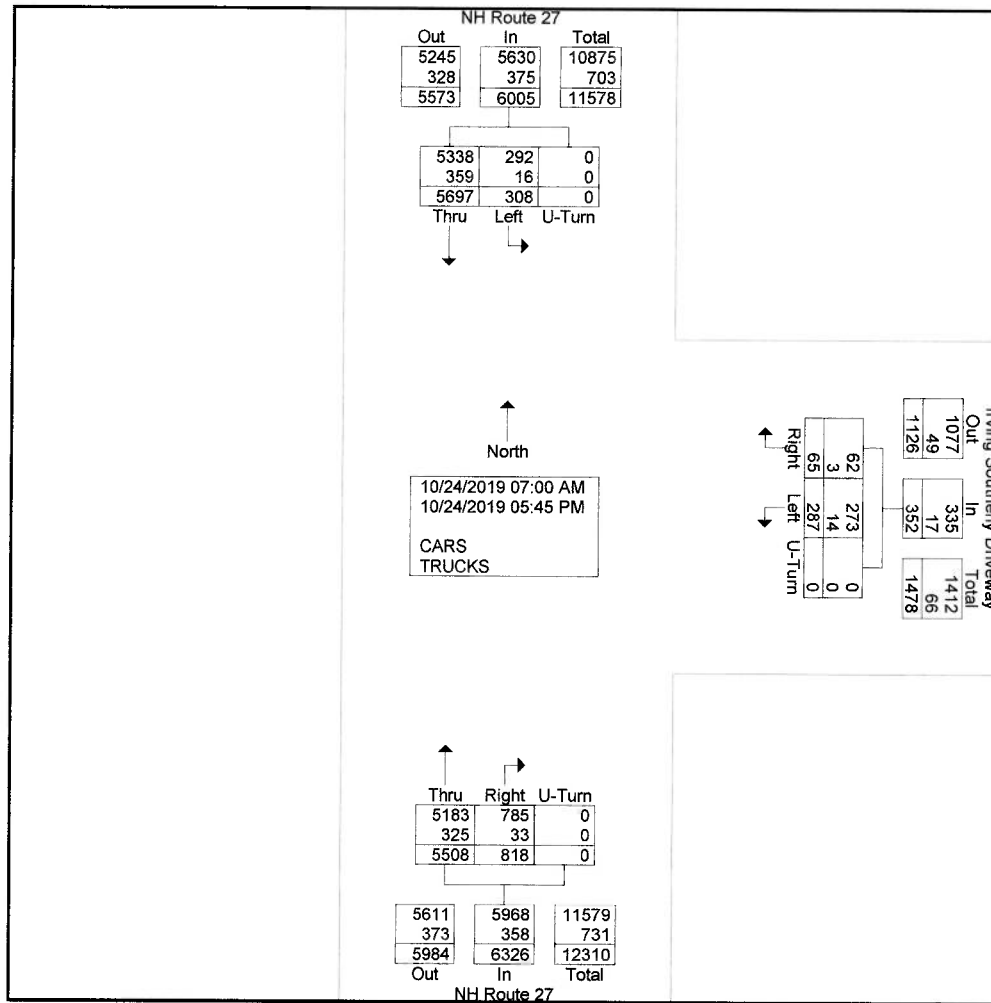 NH Route 27
Out In Total
5245 5630 10875
328 375 703
5573 6005 11578
5338 292 0
359 16 0
5697 308 0
Thru Left U-Turn
Southerly Driveway
Out In Total
1077 335 1412
49 17 66
1126 352 1478
62 273 0
3 14 0
65 287 0
Right Left U-Turn
North
10/24/2019 07:00 AM
10/24/2019 05:45 PM
CARS
TRUCKS
Thru Right U-Turn
5183 785 0
325 33 0
5508 818 0
5611 5968 11579
373 358 731
5984 6326 12310
Out In Total
NH Route 27